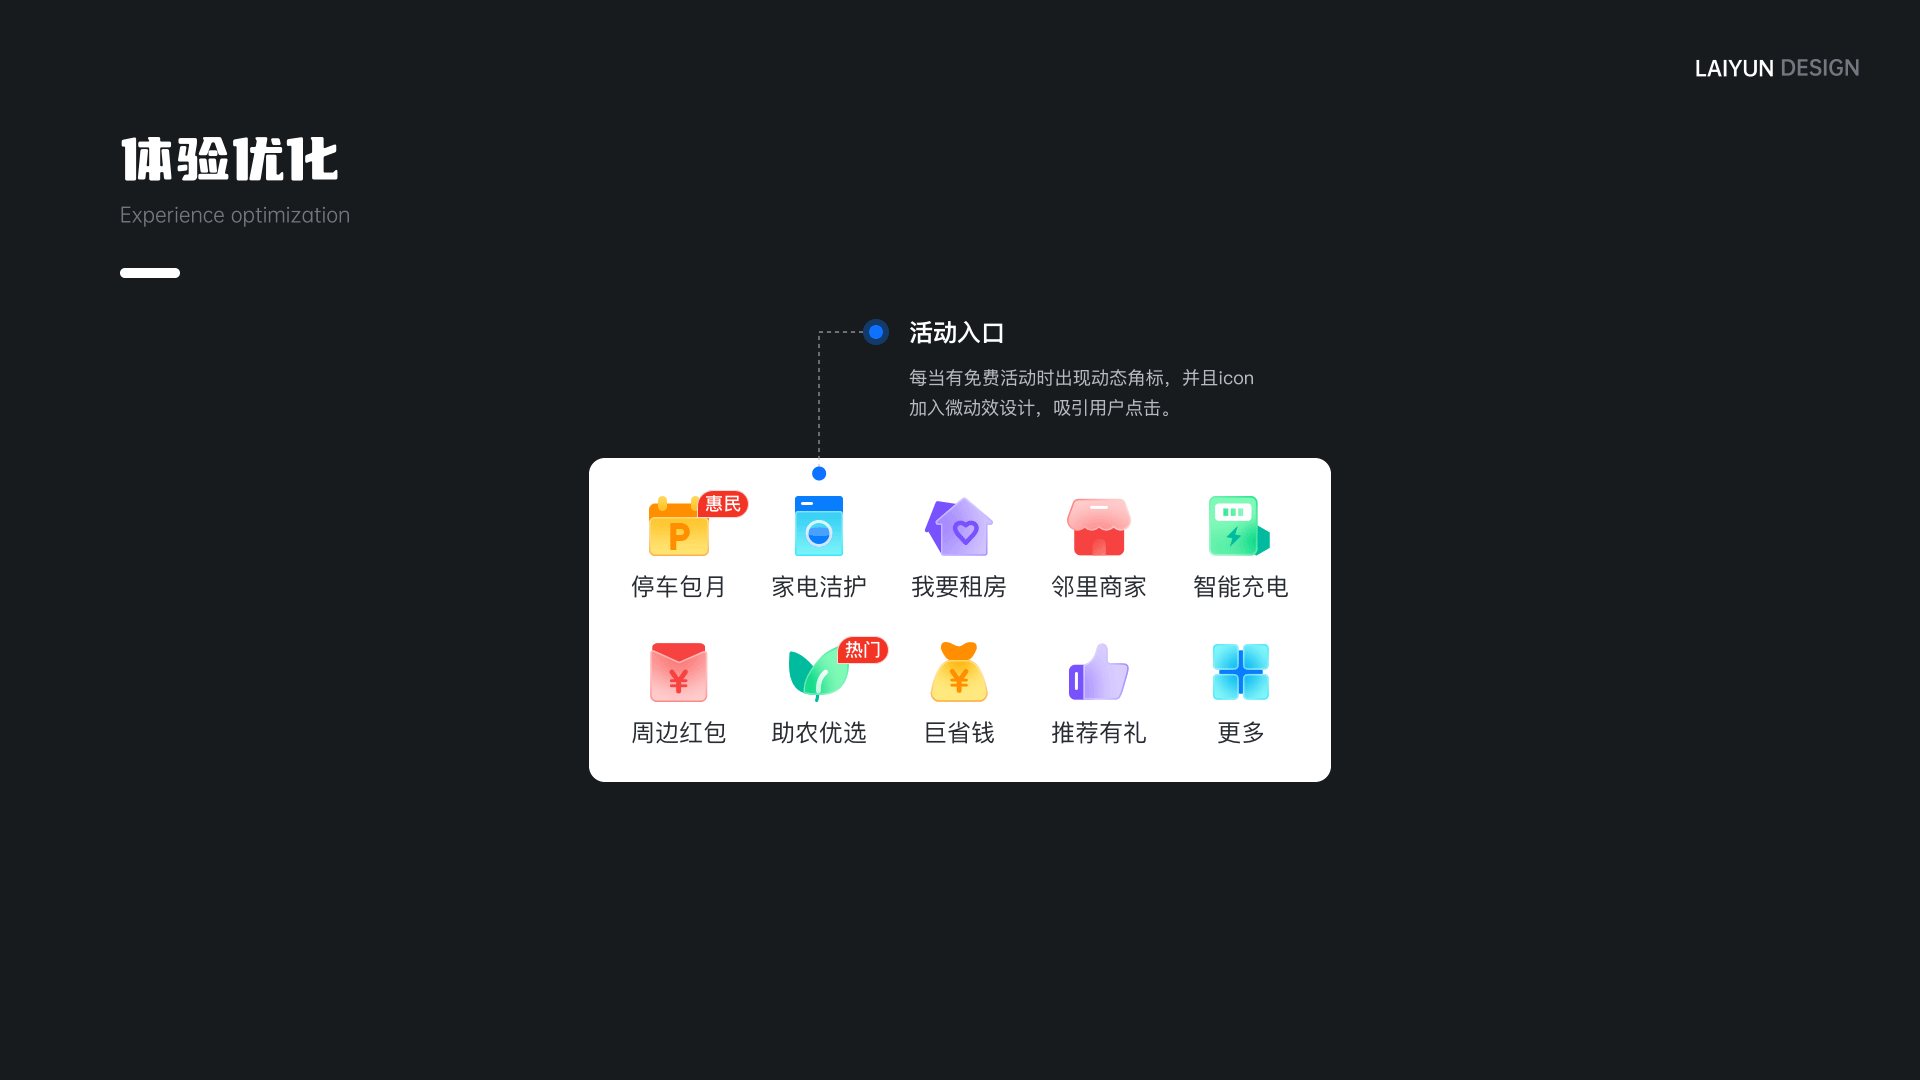 LAIYUN DESIGN
体验优化
Experience optimization
活动入口
每当有免费活动时出现动态角标，并且icon
加入微动效设计，吸引用户点击。
P
惠民
停车包月
家电洁护
我要租房
邻里商家
智能充电
¥
热门
¥
周边红包
助农优选
巨省钱
推荐有礼
更多